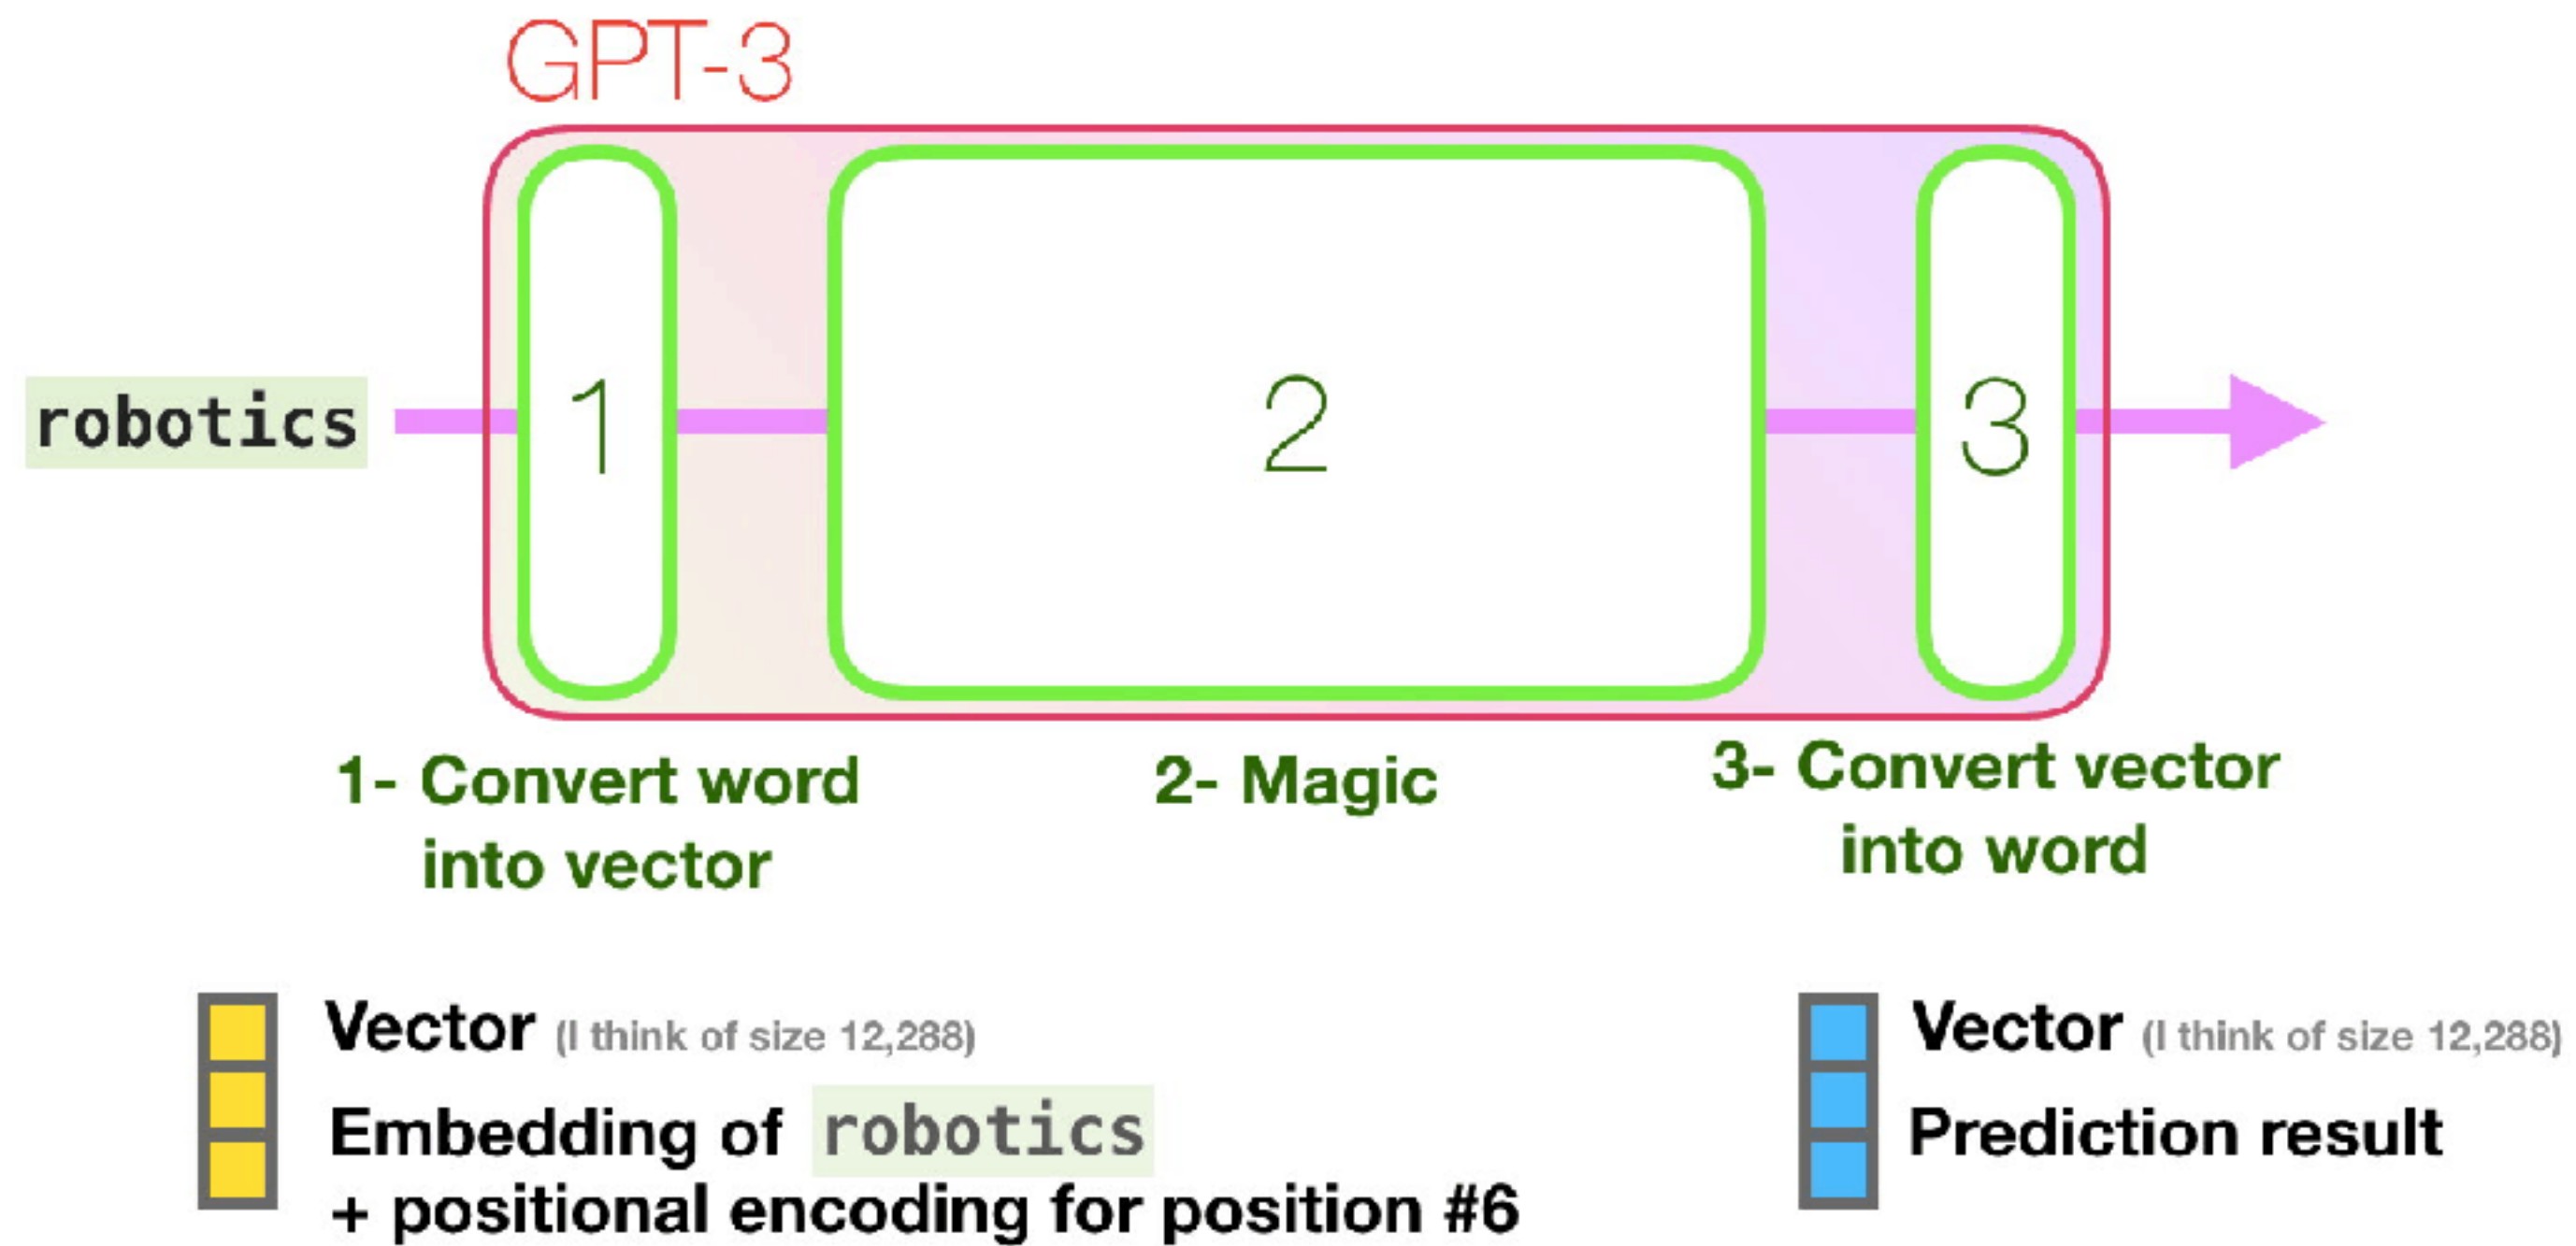 GPT-3
robotics
1
2
3
1- Convert word
into vector
2- Magic
3- Convert vector
into word
Vector (I think of size 12,288)
Embedding of robotics
+ positional encoding for position #6
Vector (I think of size 12,288)
Prediction result